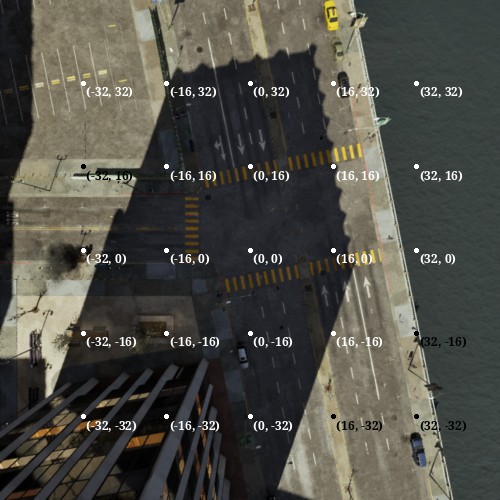 (-32, 32) (-16, 32) (0, 32) (16, 32) (32, 32)
(-32, 16) (-16, 16) (0, 16) (16, 16) (32, 16)
(-32, 0) (-16, 0) (0, 0) (16, 0) (32, 0)
(-32, -16) (-16, -16) (0, -16) (16, -16) (32, -16)
(-32, -32) (-16, -32) (0, -32) (16, -32) (32, -32)